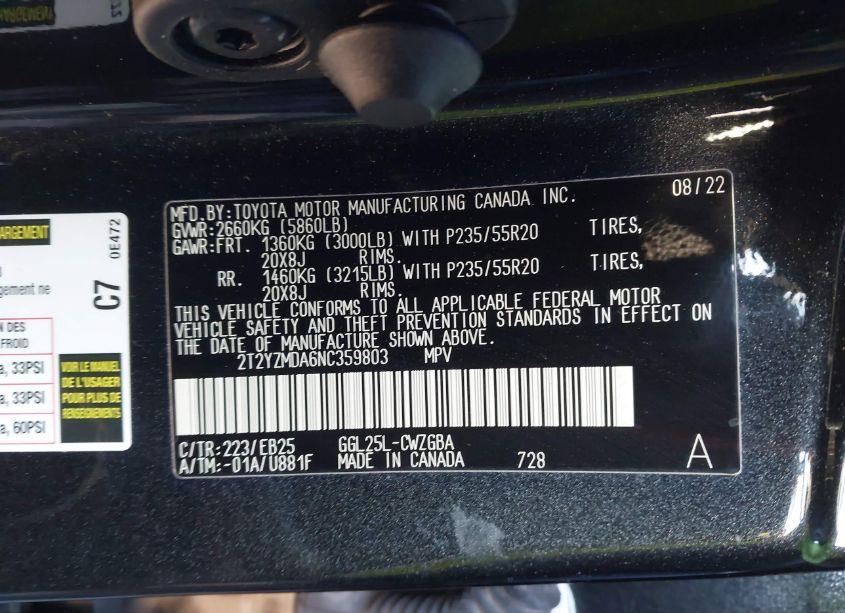 MFD.BY:TOYOTA MOTOR MANUFACTURING CANADA INC. 08/22
GVWR:2660KG (5860LB)
GAWR:FRT. 1360KG (3000LB) WITH P235/55R20 TIRES,
20X8J RIMS.
RR. 1460KG (3215LB) WITH P235/55R20 TIRES,
20X8J RIMS.
THIS VEHICLE CONFORMS TO ALL APPLICABLE FEDERAL MOTOR
VEHICLE SAFETY AND THEFT PREVENTION STANDARDS IN EFFECT ON
THE DATE OF MANUFACTURE SHOWN ABOVE.
2T2YZMDA6NC359803 MPV
C/TR:223/EB25 GGL25L-CWZGBA
A/TM:-01A/U881F MADE IN CANADA 728 A
ne
DES
FROID
33PSI
33PSI
60PSI
VOIR LE MANUEL
DE L'USAGER
POUR PLUS DE
RENSEIGNEMENTS
C7
0E472